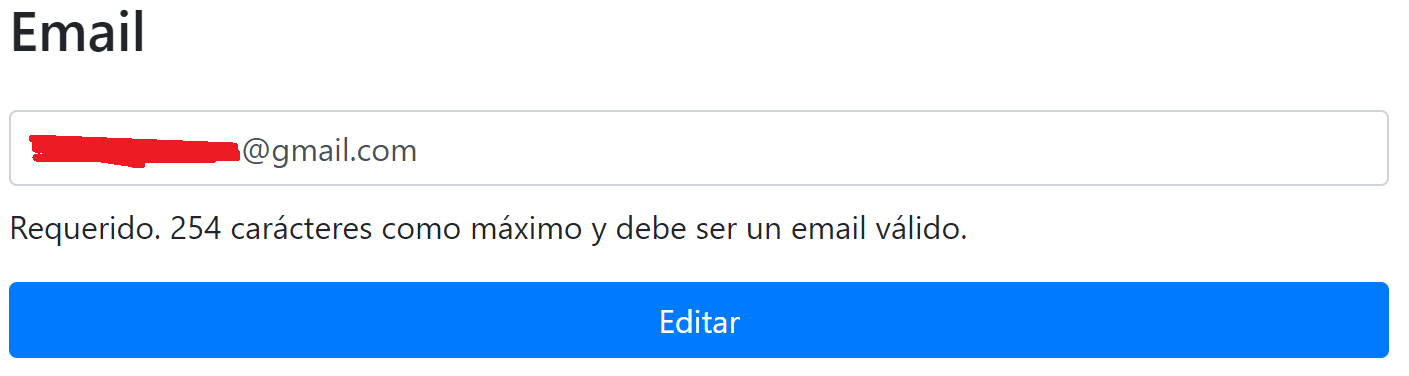 Email
@gmail.com
Requerido. 254 carácteres como máximo y debe ser un email válido.
Editar